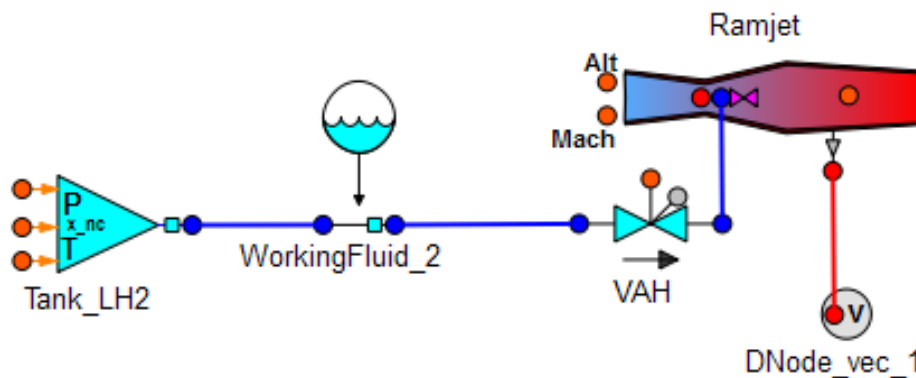 Ramjet
Alt
Mach
P
x_nc
T
Tank_LH2
WorkingFluid_2
VAH
V
DNode_vec_1